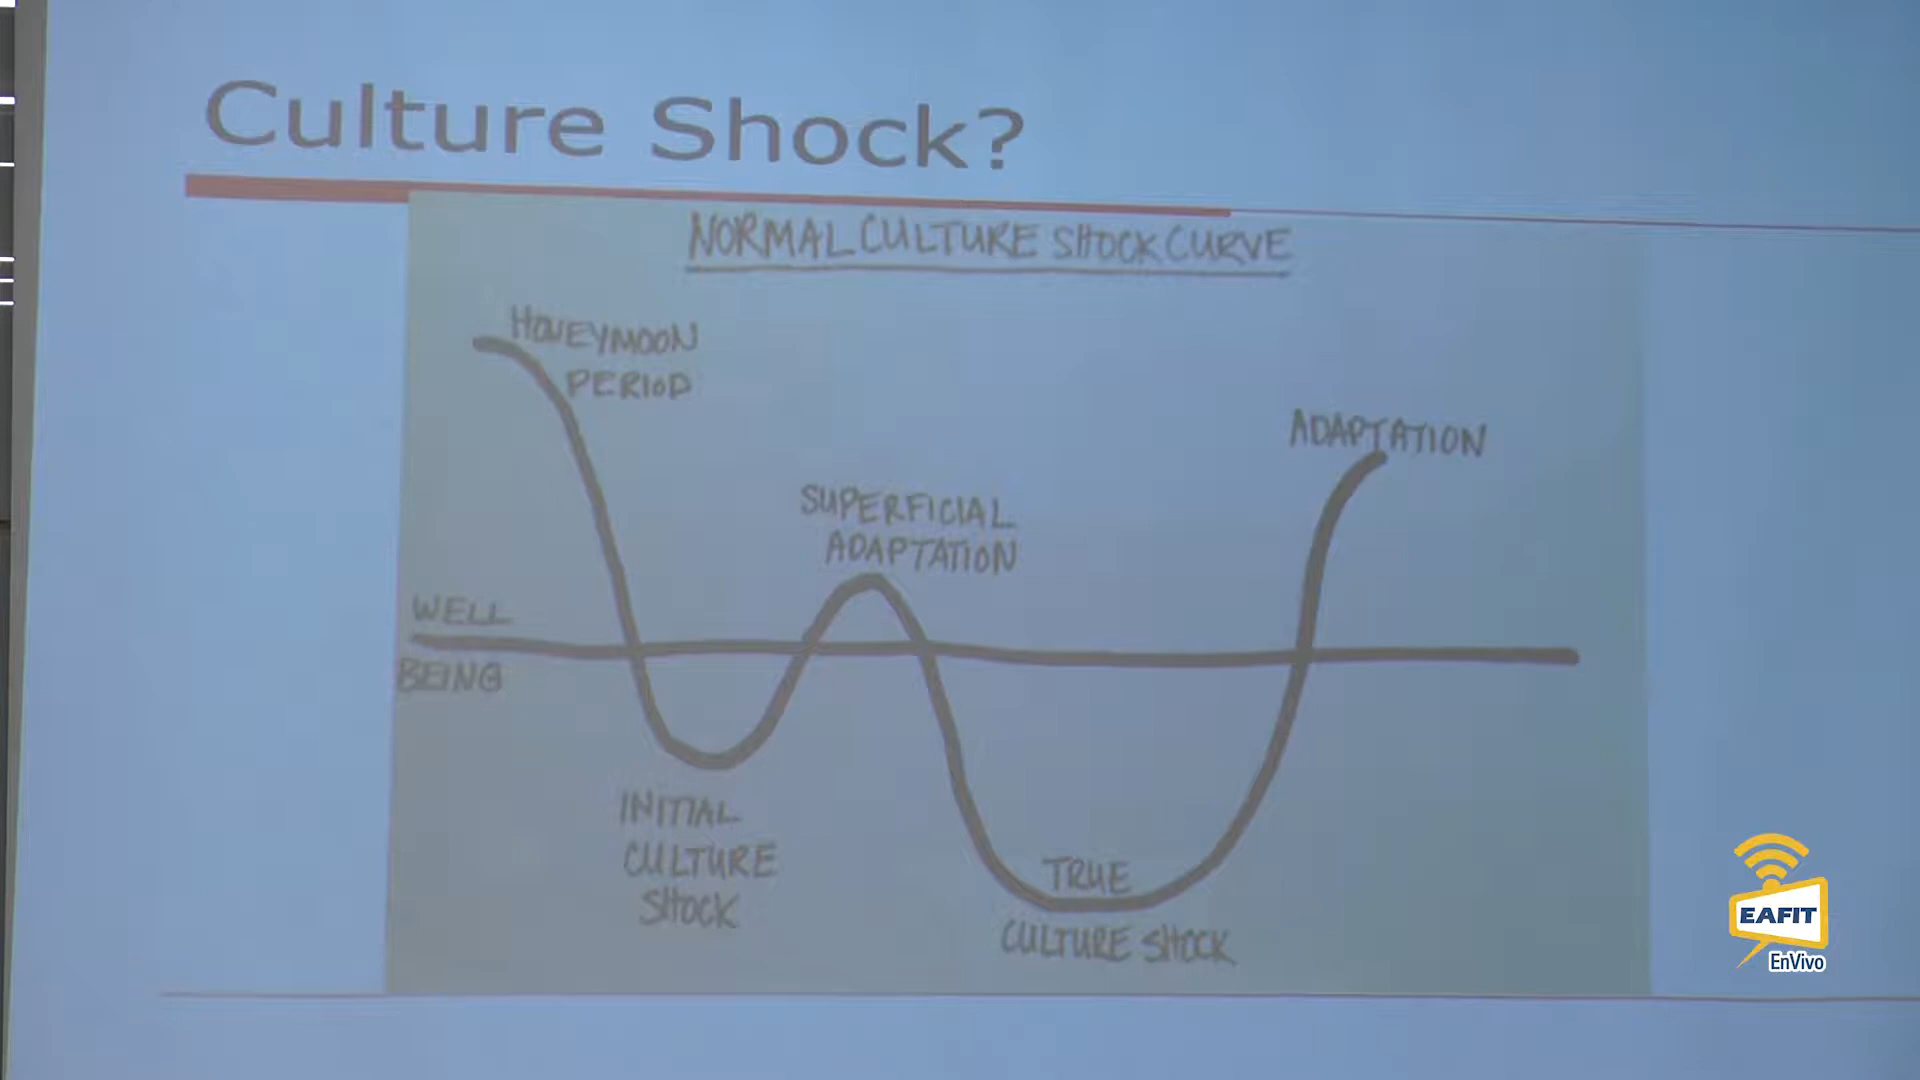 Culture Shock?
NORMAL CULTURE SHOCK CURVE
HONEYMOON
PERIOD
ADAPTATION
SUPERFICIAL
ADAPTATION
WELL
BEING
INITIAL
CULTURE
SHOCK
TRUE
CULTURE SHOCK
EAFIT
EnVivo